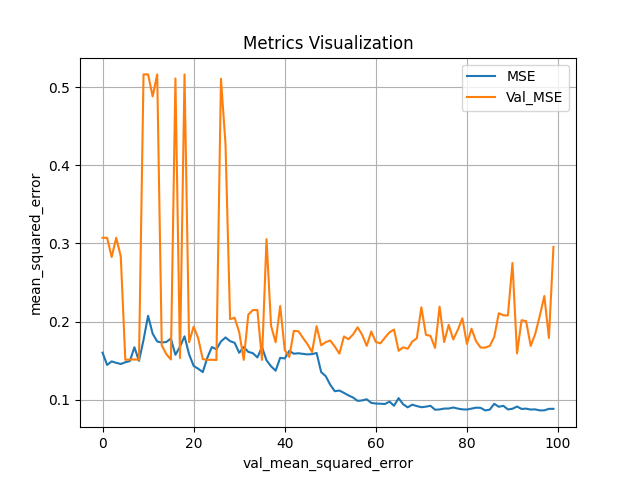 Metrics Visualization
MSE
Val_MSE
mean_squared_error
0.5
0.4
0.3
0.2
0.1
0 20 40 60 80 100
val_mean_squared_error